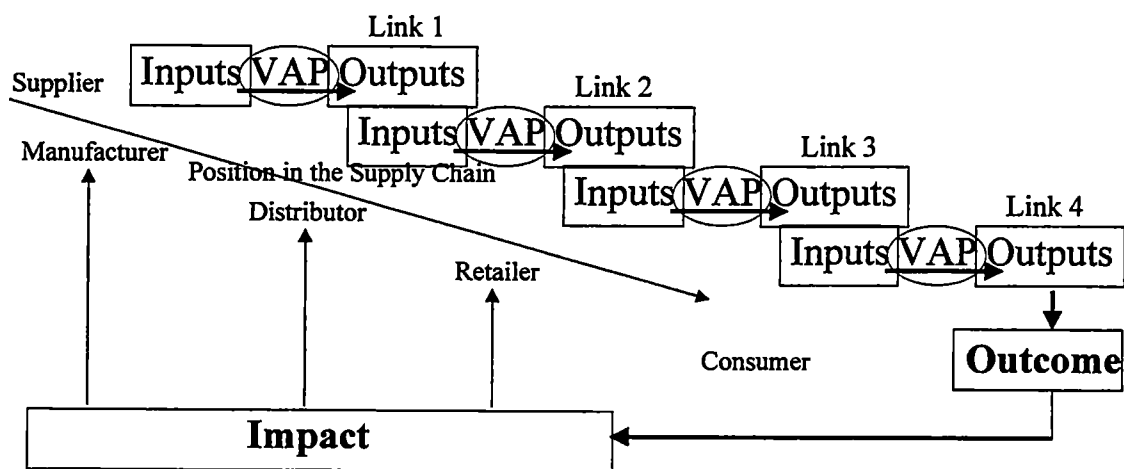 Link 1
Inputs VAP Outputs
Supplier
Link 2
Inputs VAP Outputs
Manufacturer
Position in the Supply Chain
Link 3
Inputs VAP Outputs
Distributor
Link 4
Inputs VAP Outputs
Retailer
Consumer
Outcome
Impact